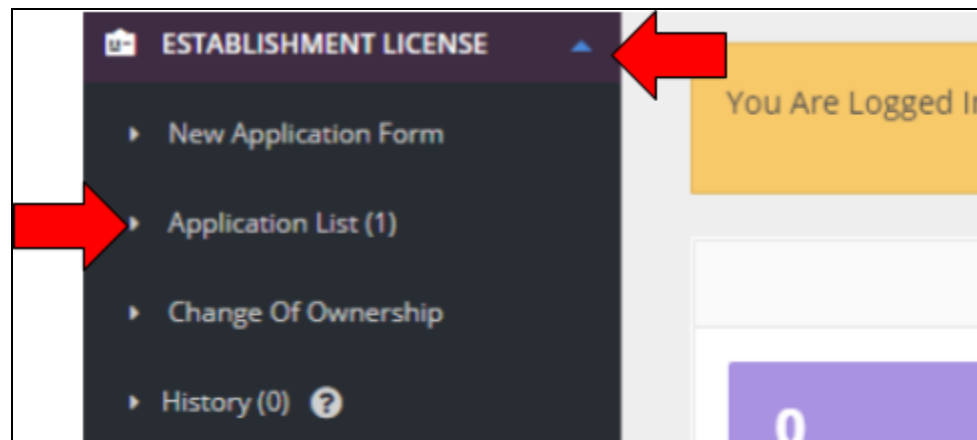 ESTABLISHMENT LICENSE
You Are Logged I
New Application Form
Application List (1)
Change Of Ownership
History (0) ?
0